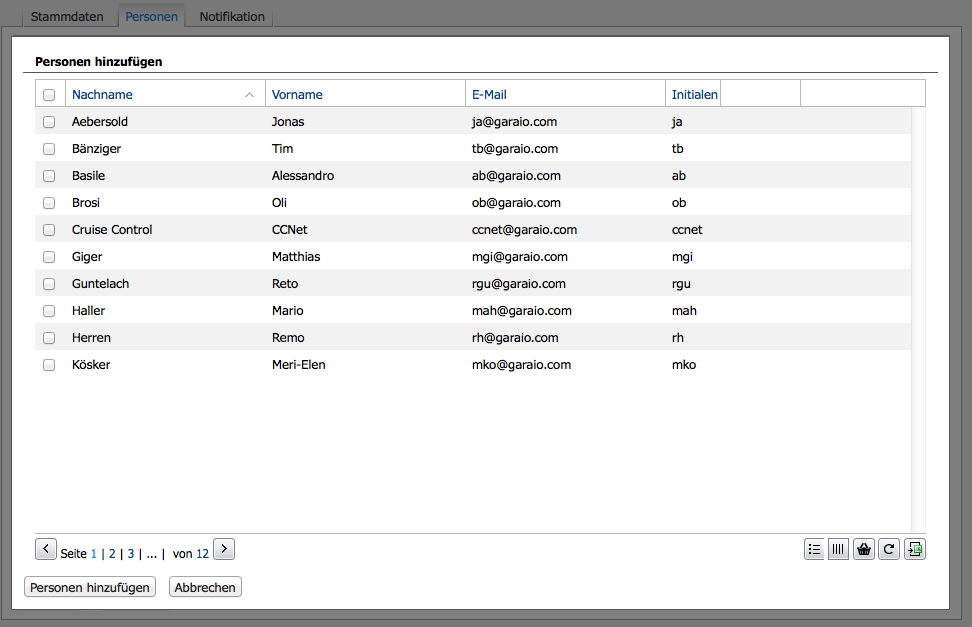 Stammdaten Personen Notifikation
Personen hinzufügen
Nachname Vorname E-Mail Initialen
Aebersold Jonas ja@garaio.com ja
Bänziger Tim tb@garaio.com tb
Basile Alessandro ab@garaio.com ab
Brosi Oli ob@garaio.com ob
Cruise Control CCNet ccnet@garaio.com ccnet
Giger Matthias mgi@garaio.com mgi
Guntelach Reto rgu@garaio.com rgu
Haller Mario mah@garaio.com mah
Herren Remo rh@garaio.com rh
Kösker Meri-Elen mko@garaio.com mko
Seite 1 | 2 | 3 | ... | von 12
Personen hinzufügen Abbrechen